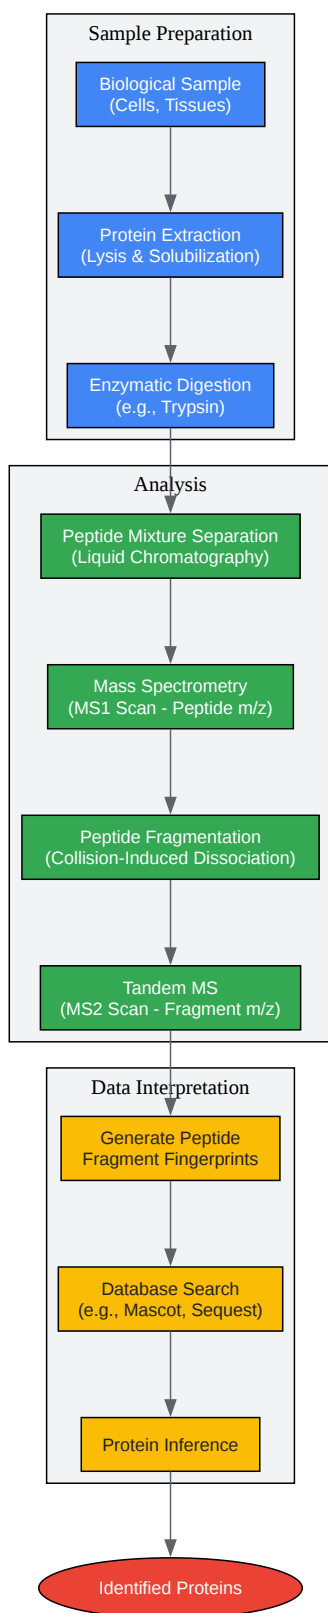 Sample Preparation
Biological Sample
(Cells, Tissues)
Protein Extraction
(Lysis & Solubilization)
Enzymatic Digestion
(e.g., Trypsin)
Analysis
Peptide Mixture Separation
(Liquid Chromatography)
Mass Spectrometry
(MS1 Scan - Peptide m/z)
Peptide Fragmentation
(Collision-Induced Dissociation)
Tandem MS
(MS2 Scan - Fragment m/z)
Data Interpretation
Generate Peptide
Fragment Fingerprints
Database Search
(e.g., Mascot, Sequest)
Protein Inference
Identified Proteins